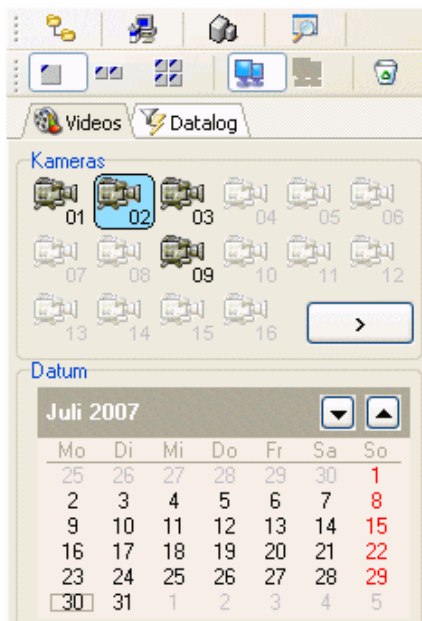 Videos Datalog
Kameras
01 02 03 04 05 06
07 08 09 10 11 12
13 14 15 16 >
Datum
Juli 2007
Mo Di Mi Do Fr Sa So
25 26 27 28 29 30 1
2 3 4 5 6 7 8
9 10 11 12 13 14 15
16 17 18 19 20 21 22
23 24 25 26 27 28 29
30 31 1 2 3 4 5